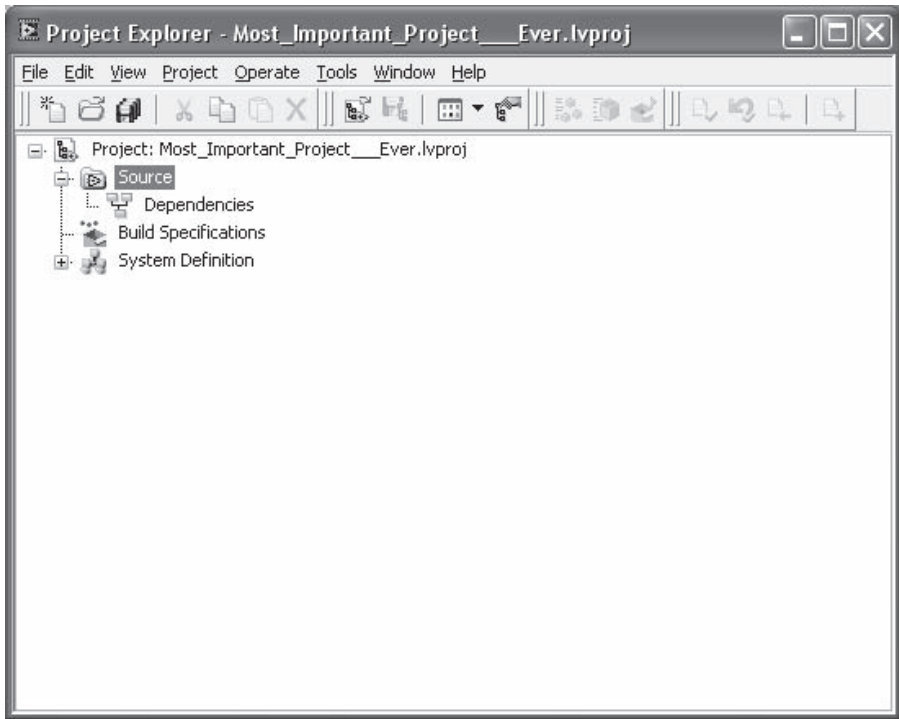 Project Explorer - Most_Important_Project___Ever.lvproj
File Edit View Project Operate Tools Window Help
Project: Most_Important_Project___Ever.lvproj
Source
Dependencies
Build Specifications
System Definition